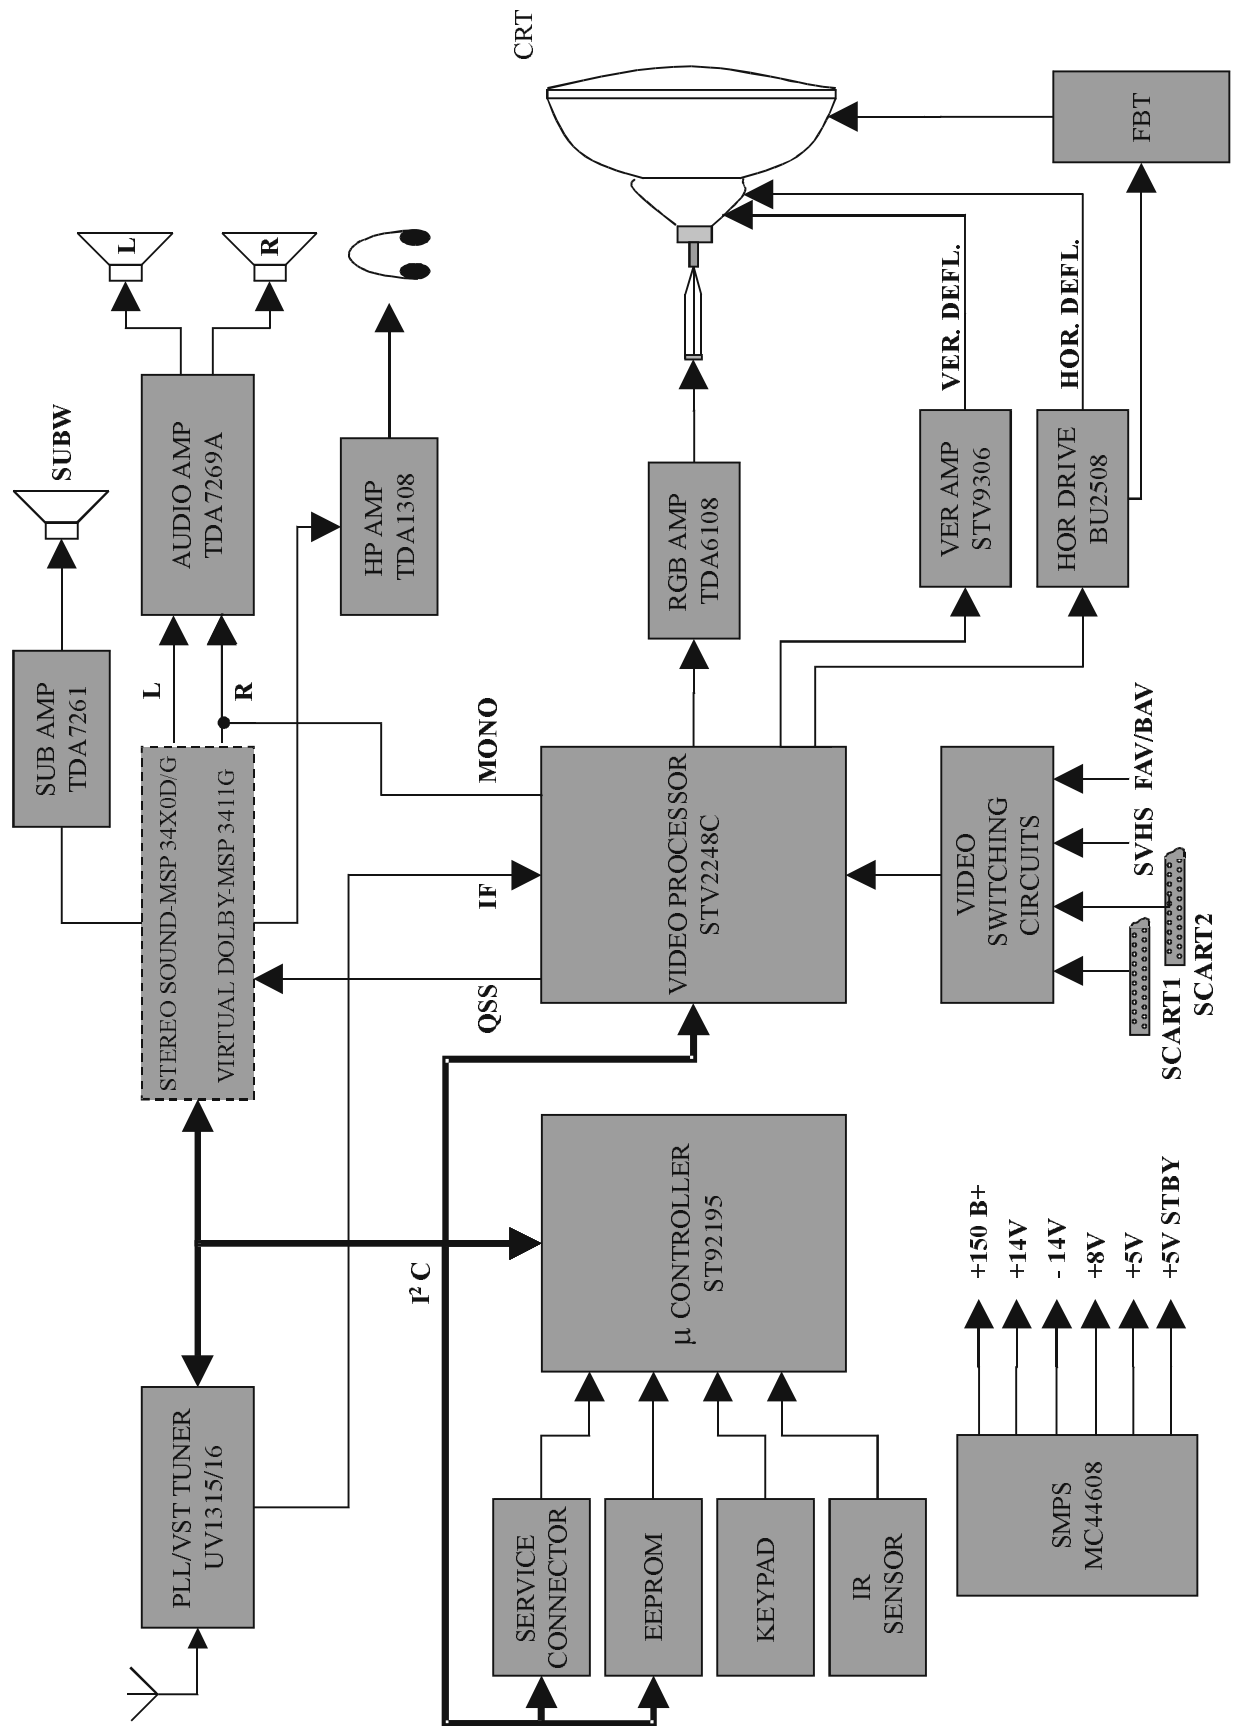 PLL/VST TUNER
UV1315/16
STEREO SOUND-MSP 34X0D/G
VIRTUAL DOLBY-MSP 3411G
SUB AMP
TDA7261
SUBW
L
R
AUDIO AMP
TDA7269A
L
R
HP AMP
TDA1308
I² C
QSS
IF
MONO
SERVICE
CONNECTOR
EEPROM
KEYPAD
IR
SENSOR
µ CONTROLLER
ST92195
VIDEO PROCESSOR
STV2248C
RGB AMP
TDA6108
CRT
VER AMP
STV9306
VER. DEFL.
HOR DRIVE
BU2508
HOR. DEFL.
FBT
VIDEO
SWITCHING
CIRCUITS
SCART1
SCART2
SVHS
FAV/BAV
SMPS
MC44608
+150 B+
+14V
- 14V
+8V
+5V
+5V STBY